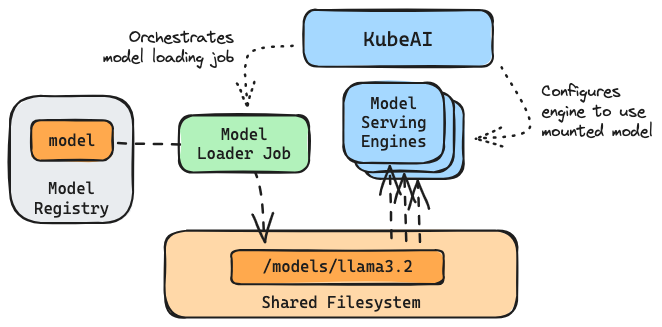 KubeAI
Orchestrates
model loading job
Configures
engine to use
mounted model
Model
Serving
Engines
Model
Loader Job
model
Model
Registry
/models/llama3.2
Shared Filesystem